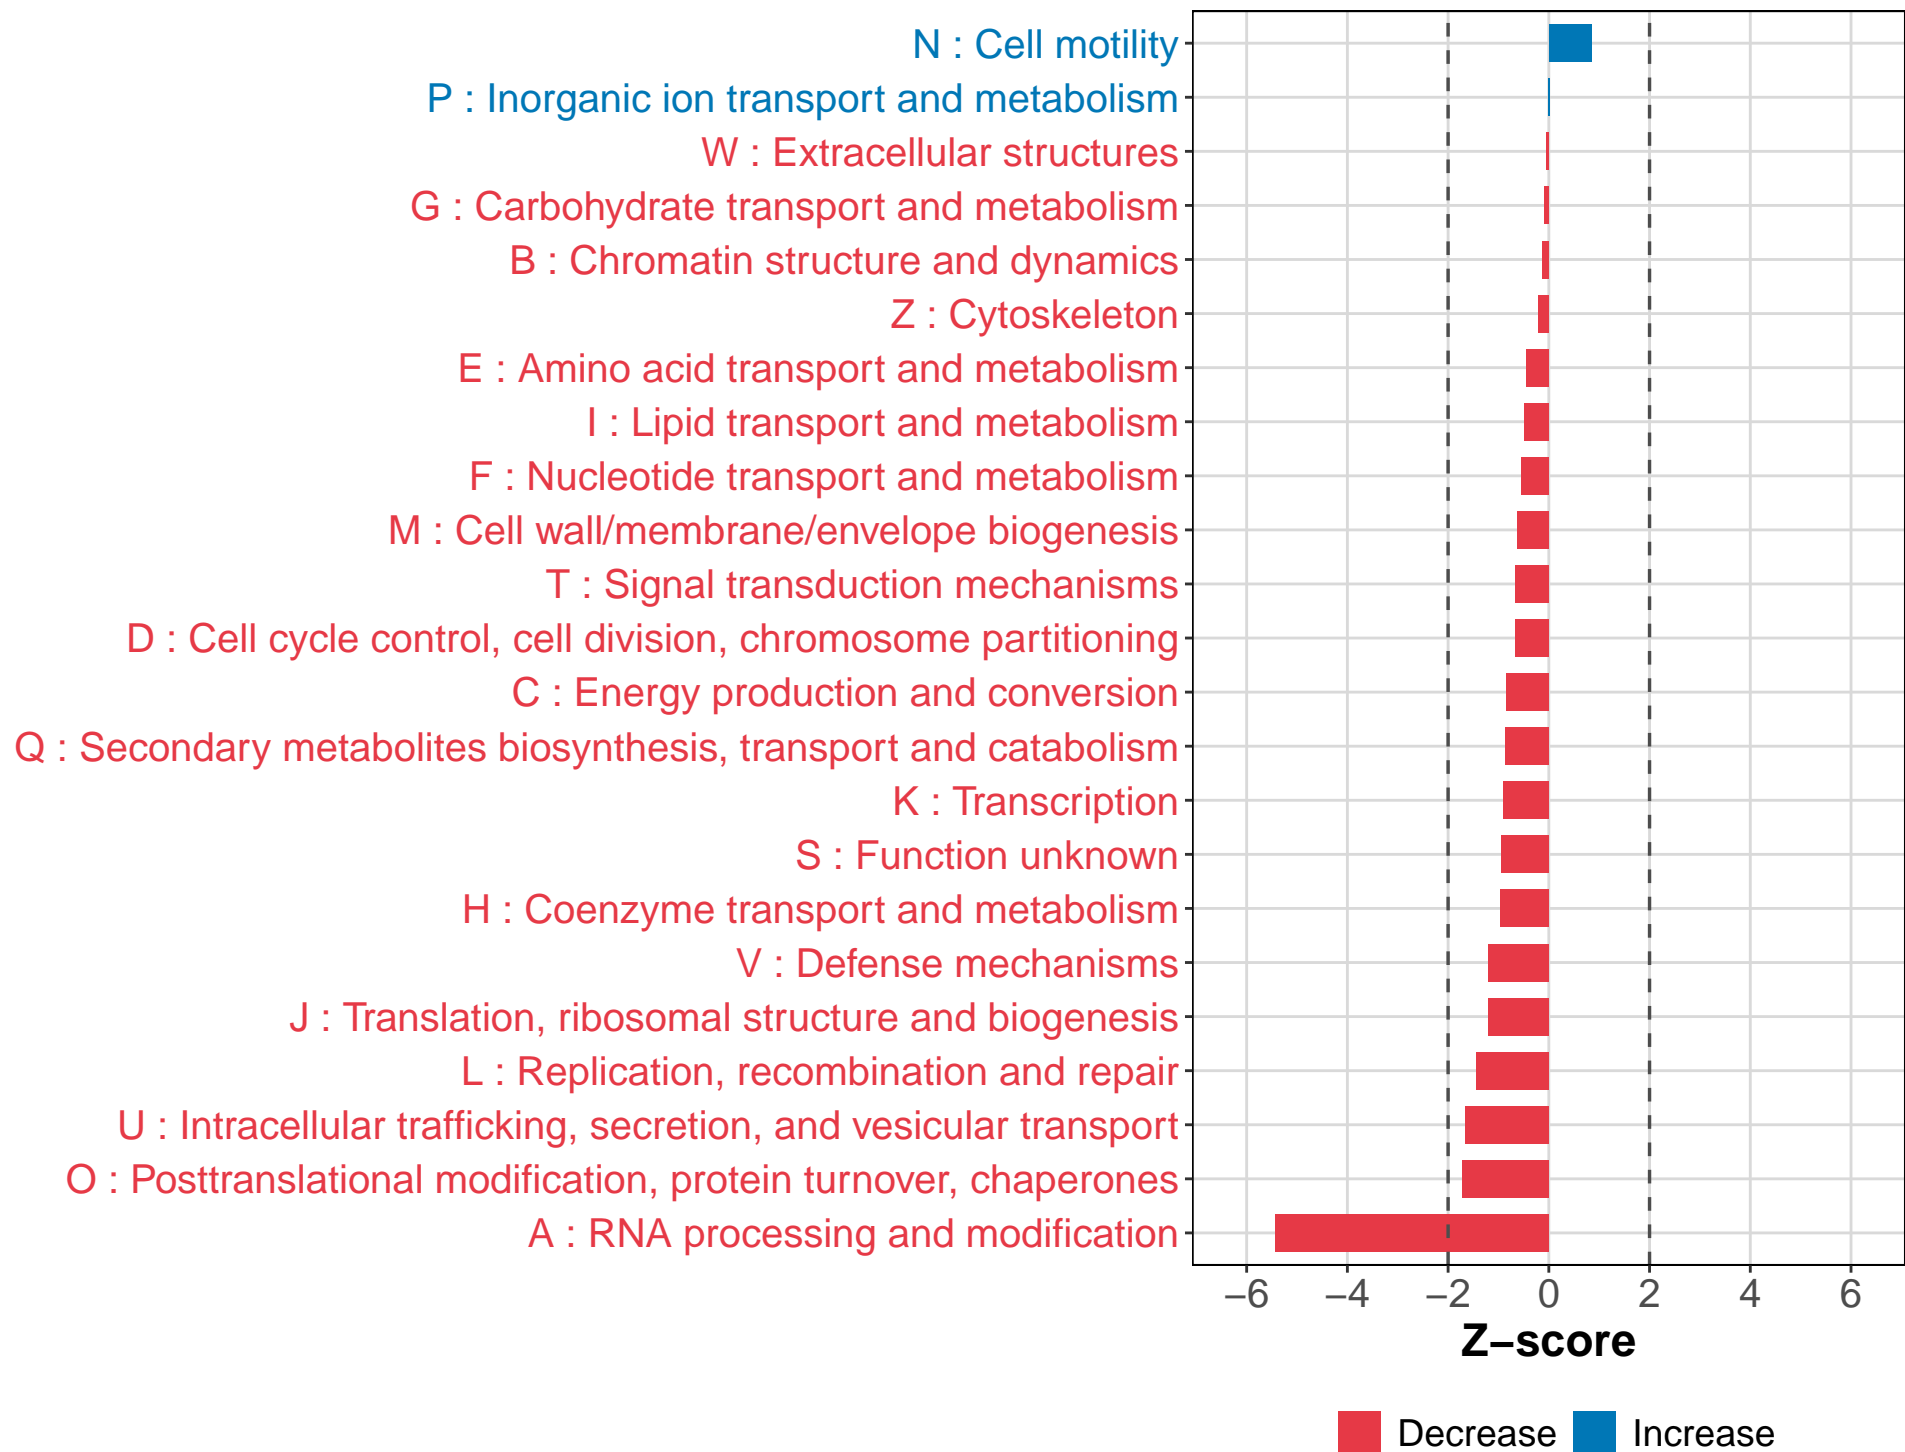 N : Cell motility
P : Inorganic ion transport and metabolism
W : Extracellular structures
G : Carbohydrate transport and metabolism
B : Chromatin structure and dynamics
Z : Cytoskeleton
E : Amino acid transport and metabolism
I : Lipid transport and metabolism
F : Nucleotide transport and metabolism
M : Cell wall/membrane/envelope biogenesis
T : Signal transduction mechanisms
D : Cell cycle control, cell division, chromosome partitioning
C : Energy production and conversion
Q : Secondary metabolites biosynthesis, transport and catabolism
K : Transcription
S : Function unknown
H : Coenzyme transport and metabolism
V : Defense mechanisms
J : Translation, ribosomal structure and biogenesis
L : Replication, recombination and repair
U : Intracellular trafficking, secretion, and vesicular transport
O : Posttranslational modification, protein turnover, chaperones
A : RNA processing and modification
−6 −4 −2 0 2 4 6
Z−score
Decrease Increase